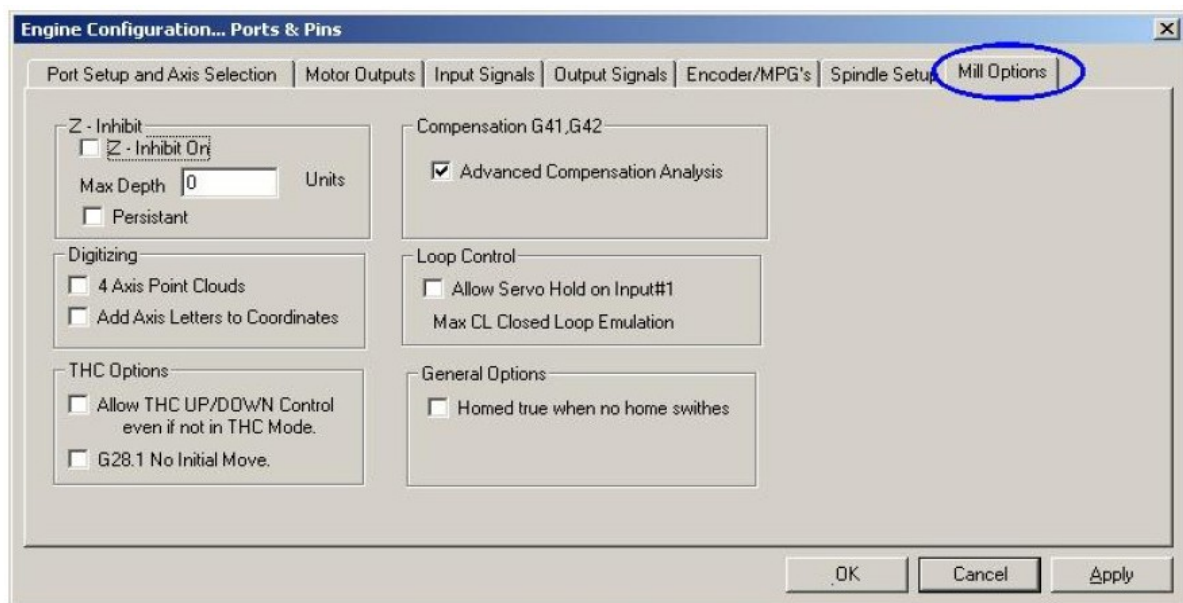 Engine Configuration... Ports & Pins
Port Setup and Axis Selection
Motor Outputs
Input Signals
Output Signals
Encoder/MPG's
Spindle Setup
Mill Options
Z - Inhibit
Z - Inhibit On
Max Depth 0 Units
Persistant
Digitizing
4 Axis Point Clouds
Add Axis Letters to Coordinates
THC Options
Allow THC UP/DOWN Control
even if not in THC Mode.
G28.1 No Initial Move.
Compensation G41,G42
Advanced Compensation Analysis
Loop Control
Allow Servo Hold on Input#1
Max CL Closed Loop Emulation
General Options
Homed true when no home swithes
OK
Cancel
Apply